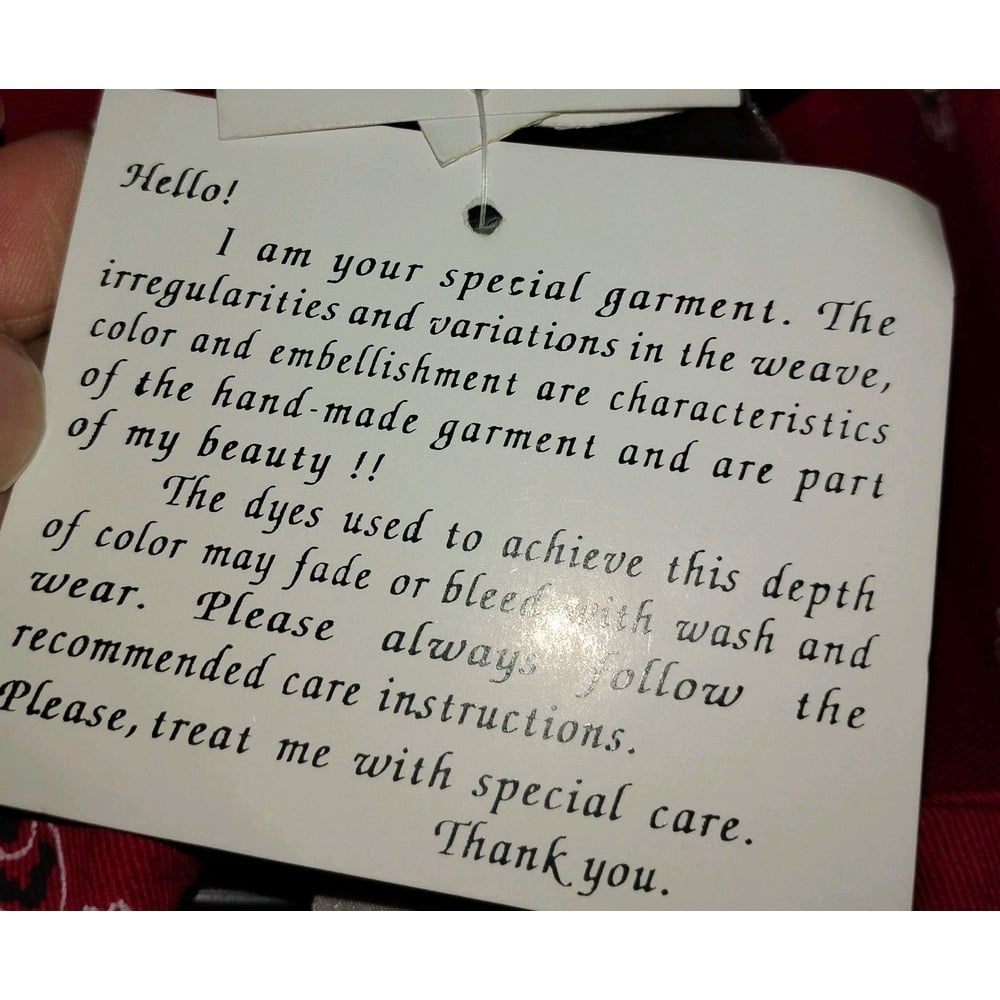 Hello!
I am your special garment. The
irregularities and variations in the weave,
color and embellishment are characteristics
of the hand-made garment and are part
of my beauty !!
The dyes used to achieve this depth
of color may fade or bleed with wash and
wear. Please always follow the
recommended care instructions.
Please, treat me with special care.
Thank you.